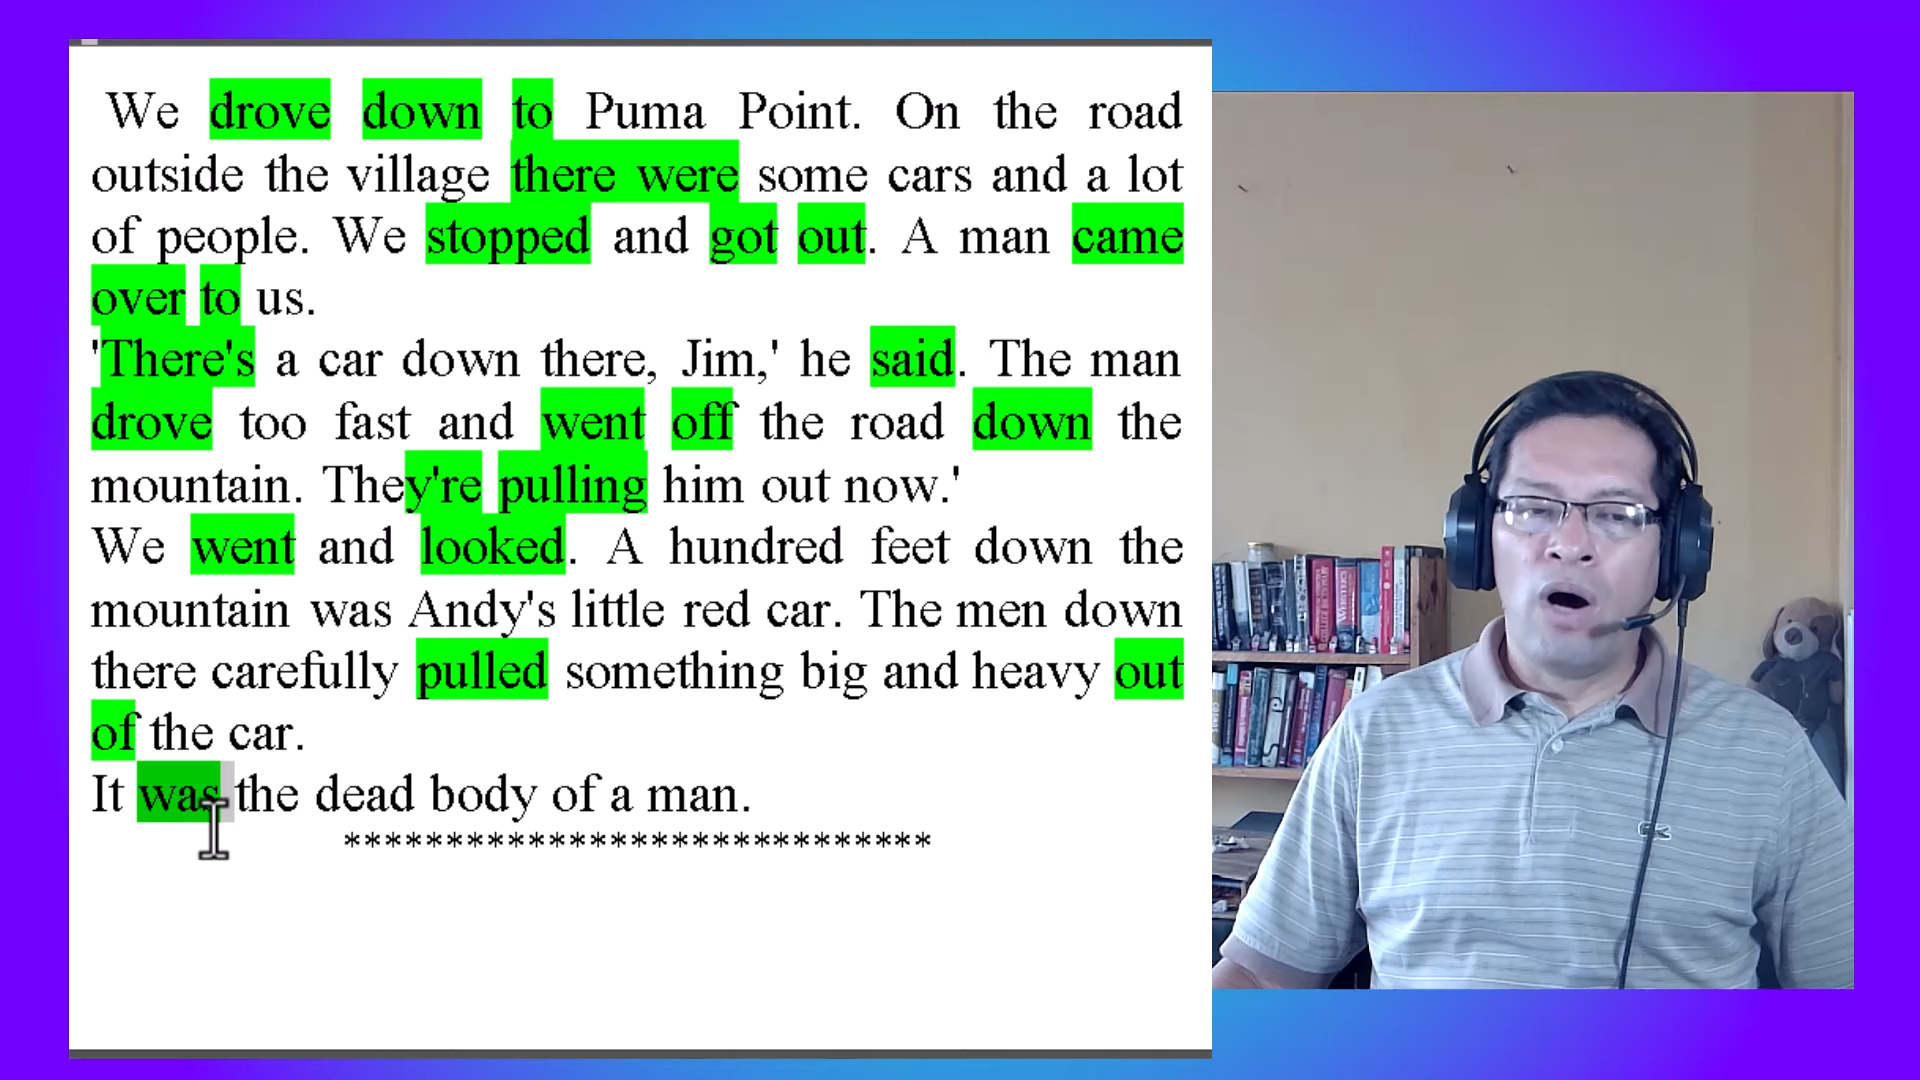 We drove down to Puma Point. On the road
outside the village there were some cars and a lot
of people. We stopped and got out. A man came
over to us.
'There's a car down there, Jim,' he said. The man
drove too fast and went off the road down the
mountain. They're pulling him out now.'
We went and looked. A hundred feet down the
mountain was Andy's little red car. The men down
there carefully pulled something big and heavy out
of the car.
It was the dead body of a man.
*****************************